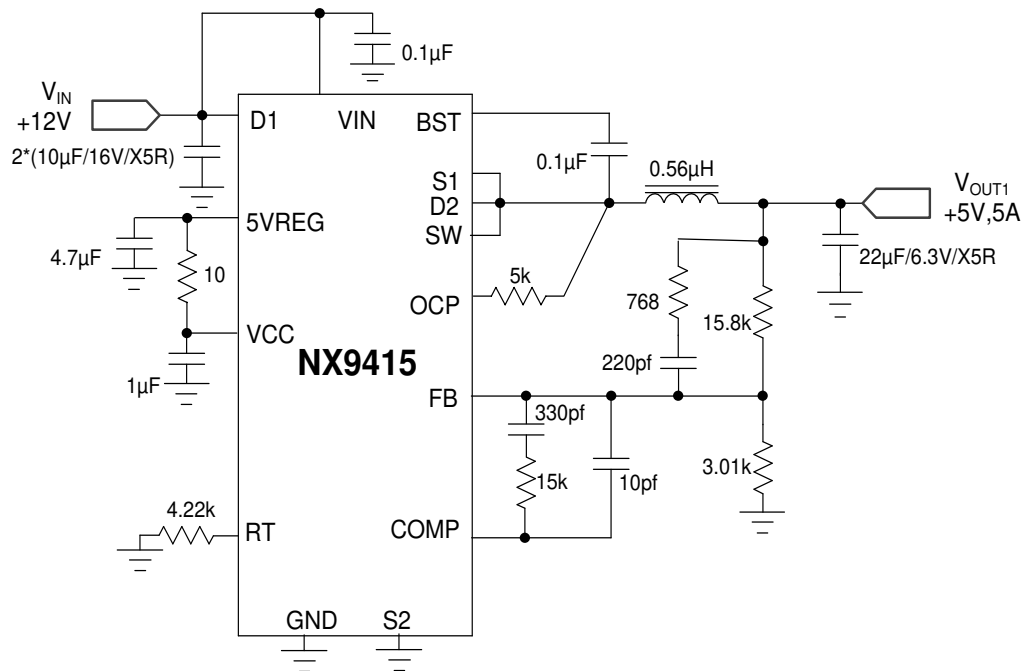 0.1µF
V_IN
+12V
D1
VIN
BST
2*(10µF/16V/X5R)
0.1µF
0.56µH
S1
D2
SW
V_OUT1
+5V,5A
5VREG
4.7µF
10
22µF/6.3V/X5R
5k
OCP
768
15.8k
VCC
NX9415
220pf
1µF
FB
330pf
15k
10pf
3.01k
4.22k
RT
COMP
GND
S2